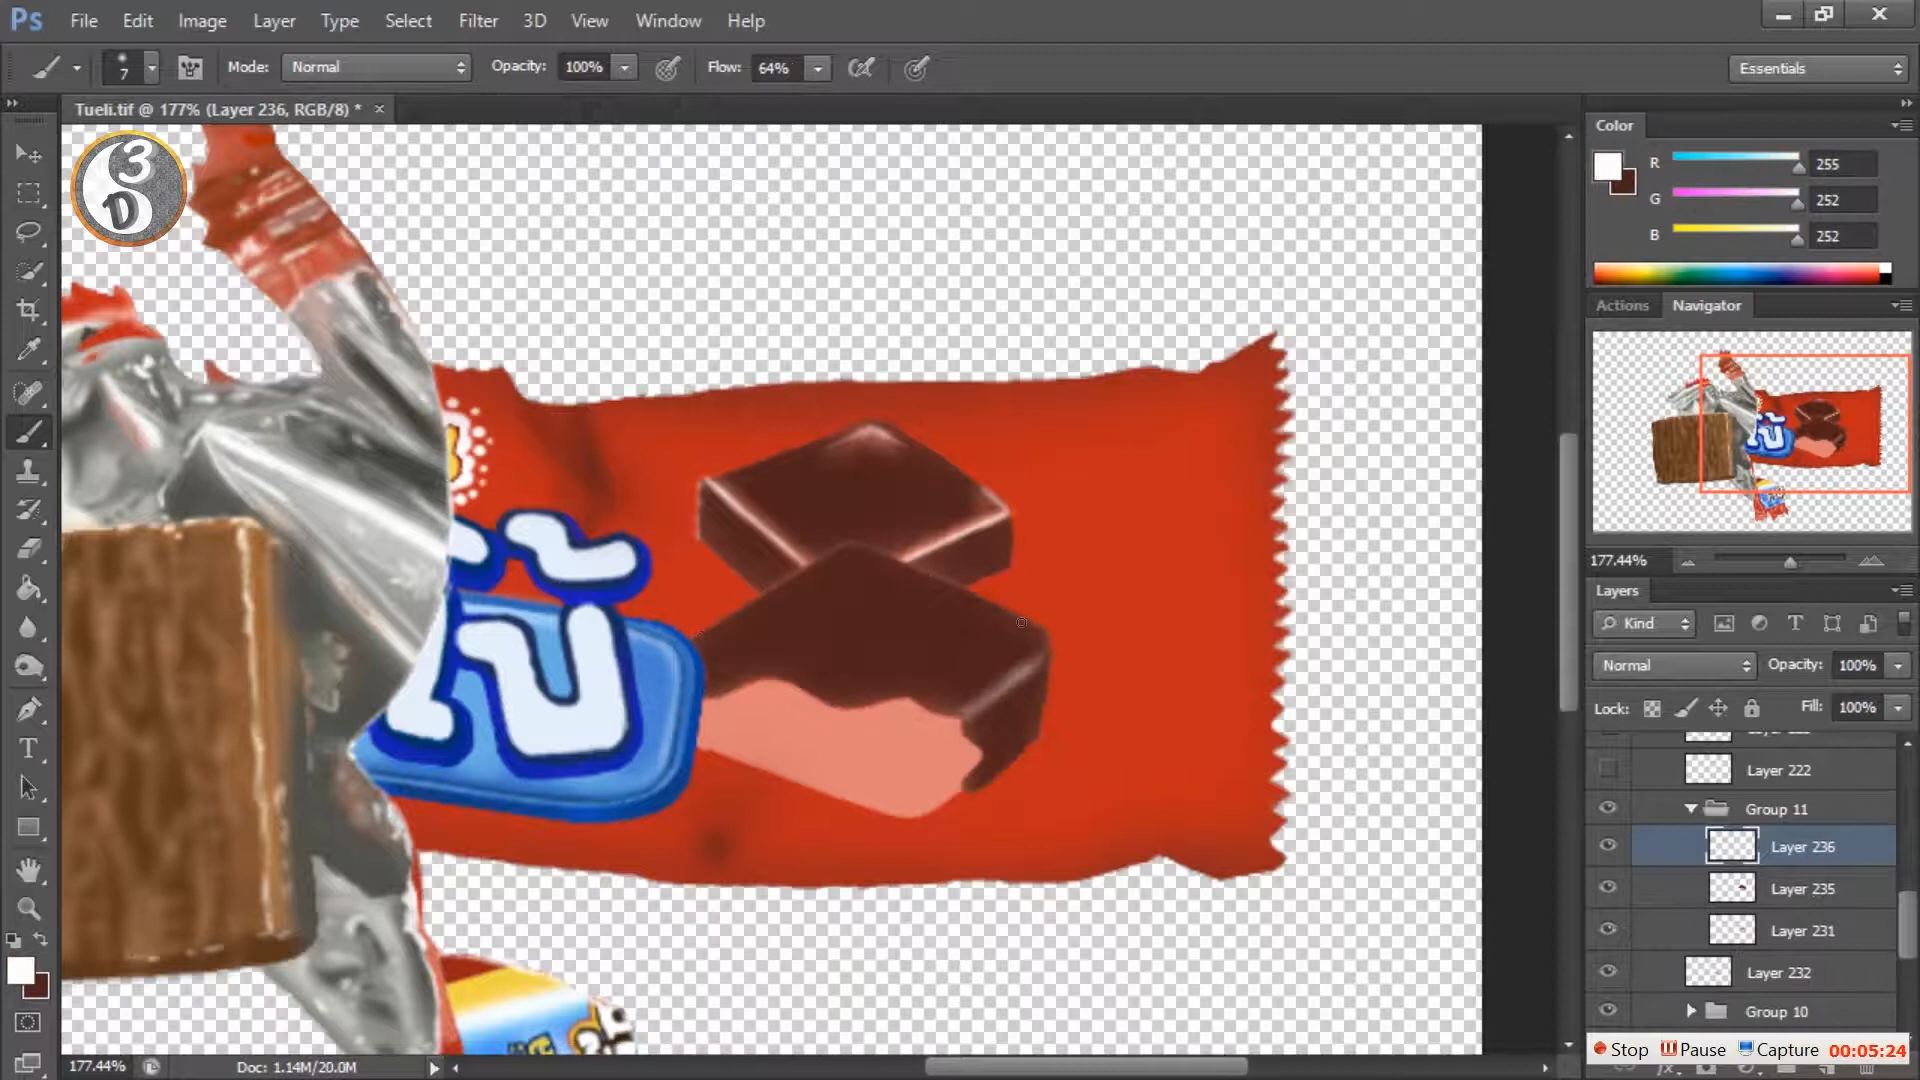 Ps File Edit Image Layer Type Select Filter 3D View Window Help
7 Mode: Normal Opacity: 100% Flow: 64% Essentials
Tueli.tif @ 177% (Layer 236, RGB/8) * ×
3D
Color
R 255
G 252
B 252
Actions Navigator
177.44%
Layers
Kind
Normal Opacity: 100%
Lock: Fill: 100%
Layer 222
Group 11
Layer 236
Layer 235
Layer 231
Layer 232
Group 10
Stop Pause Capture 00:05:24
177.44% Doc: 1.14M/20.0M